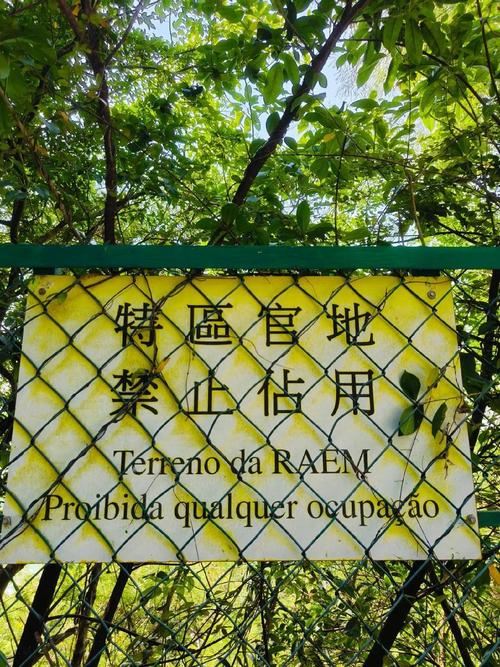 特區官地
禁止佔用
Terreno da RAEM
Proibida qualquer ocupação